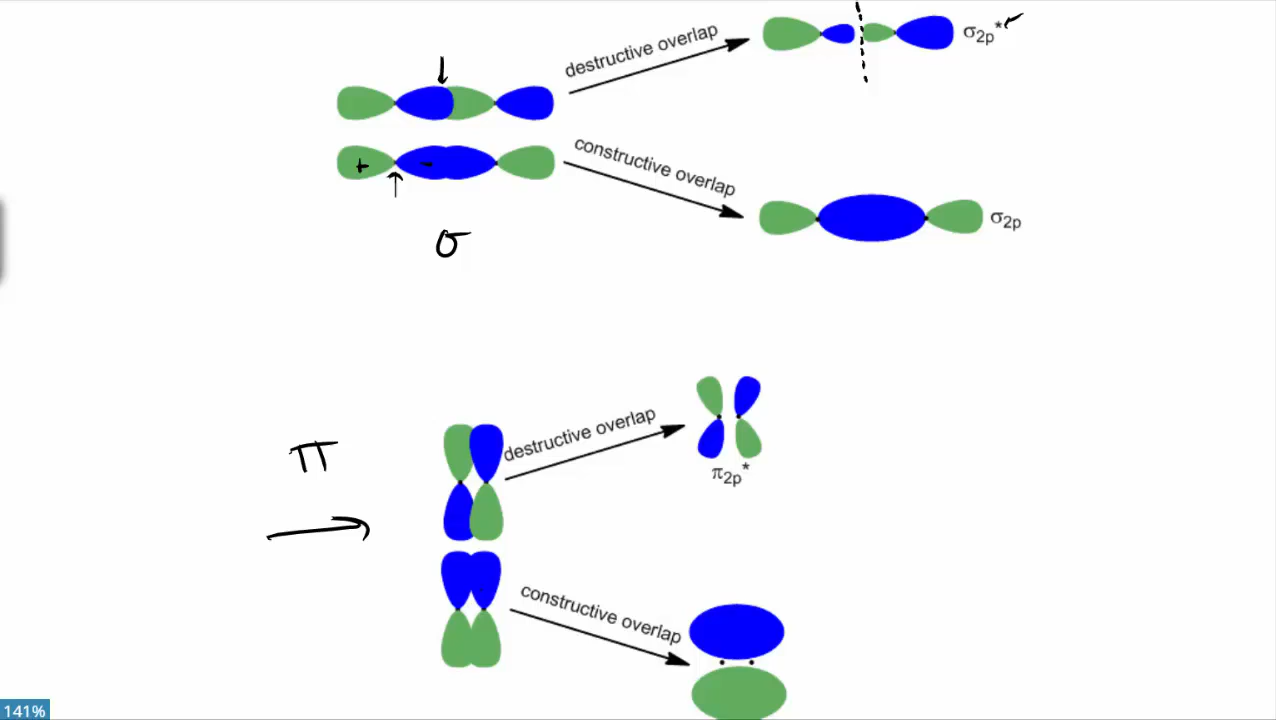 destructive overlap
σ2p*
constructive overlap
+
-
σ2p
σ
destructive overlap
π
π2p*
constructive overlap
141%